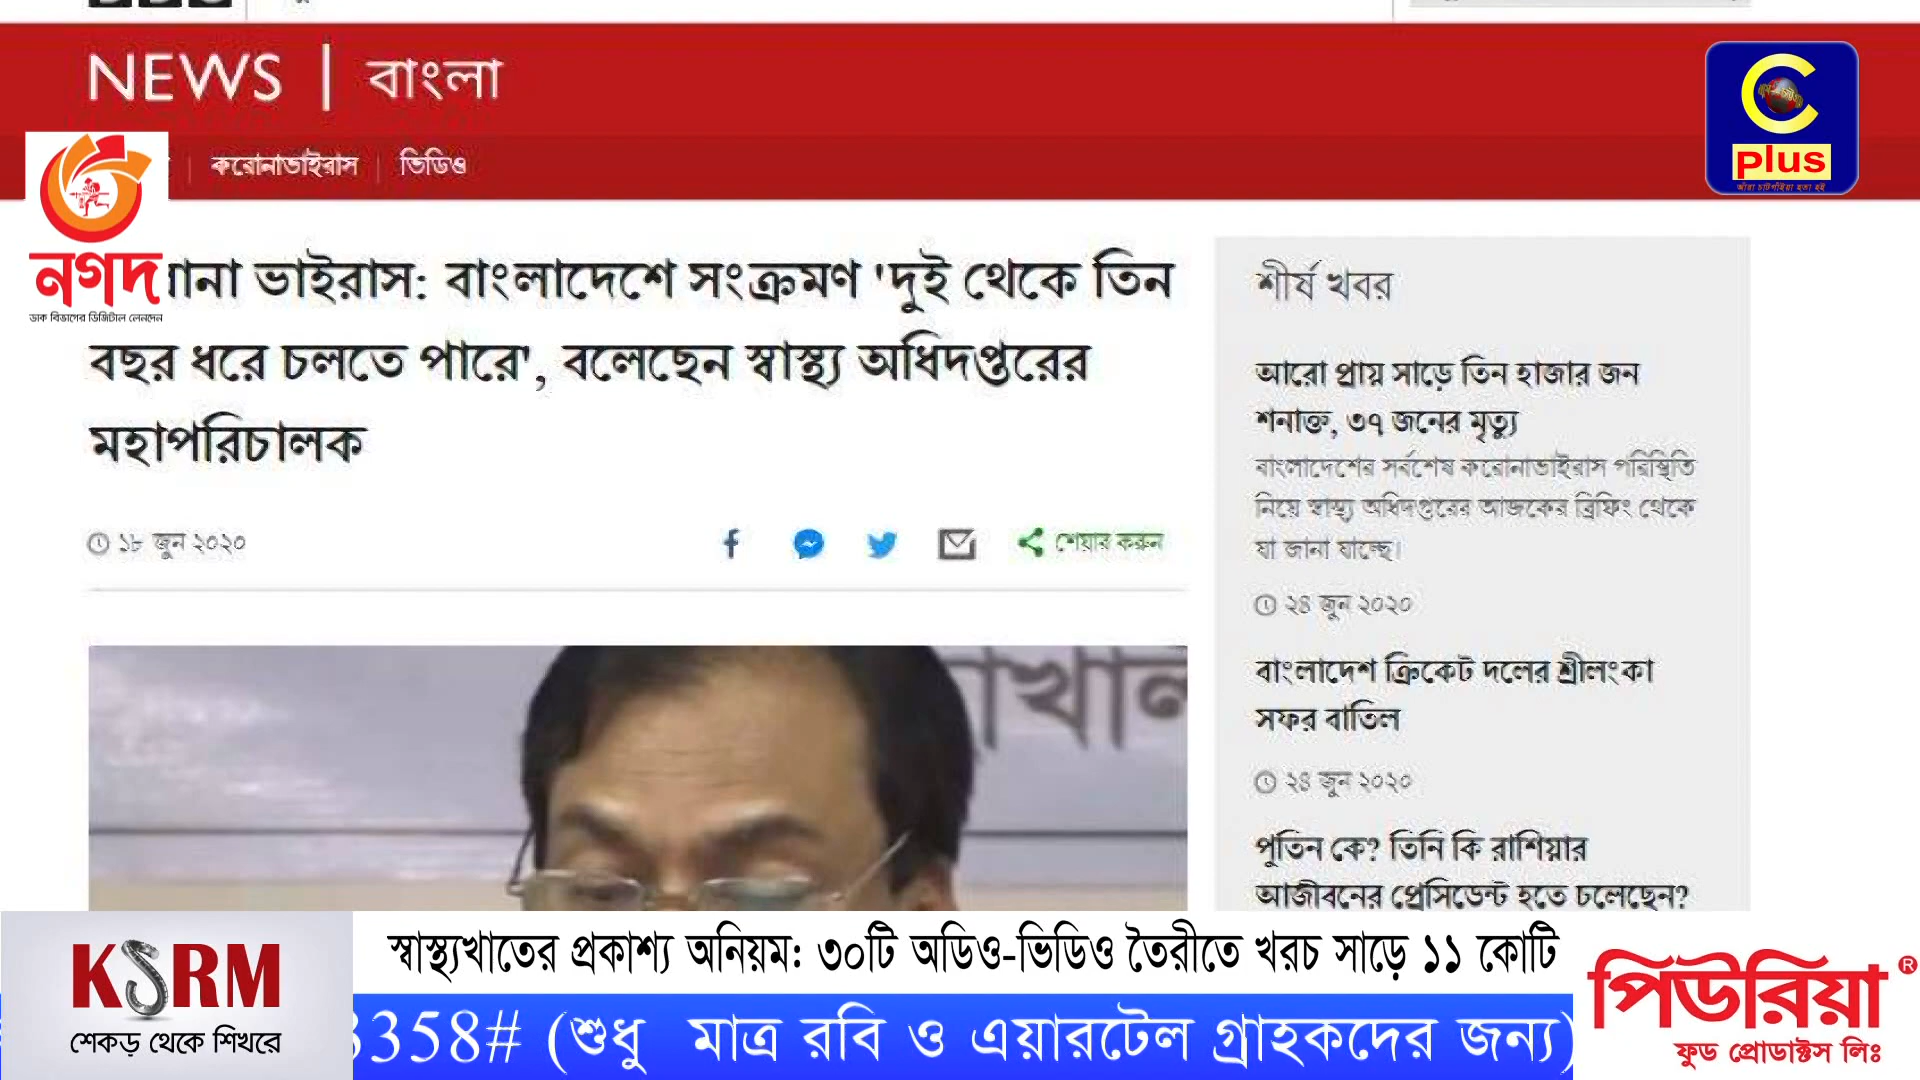 NEWS | বাংলা
C
plus
করোনাভাইরাস | ভিডিও
নগদ
ডাক বিভাগের ডিজিটাল লেনদেন
ানা ভাইরাস: বাংলাদেশে সংক্রমণ 'দুই থেকে তিন
বছর ধরে চলতে পারে', বলেছেন স্বাস্থ্য অধিদপ্তরের
মহাপরিচালক
১৮ জুন ২০২০
শেয়ার করুন
শীর্ষ খবর
আরো প্রায় সাড়ে তিন হাজার জন
শনাক্ত, ৩৭ জনের মৃত্যু
বাংলাদেশের সর্বশেষ করোনাভাইরাস পরিস্থিতি
নিয়ে স্বাস্থ্য অধিদপ্তরের আজকের ব্রিফিং থেকে
যা জানা যাচ্ছে।
২৪ জুন ২০২০
বাংলাদেশ ক্রিকেট দলের শ্রীলংকা
সফর বাতিল
২৪ জুন ২০২০
পুতিন কে? তিনি কি রাশিয়ার
আজীবনের প্রেসিডেন্ট হতে চলেছেন?
াখাল
KSRM
শেকড় থেকে শিখরে
স্বাস্থ্যখাতের প্রকাশ্য অনিয়ম: ৩০টি অডিও-ভিডিও তৈরীতে খরচ সাড়ে ১১ কোটি
3358# (শুধু মাত্র রবি ও এয়ারটেল গ্রাহকদের জন্য)
পিউরিয়া®
ফুড প্রোডাক্টস লিঃ